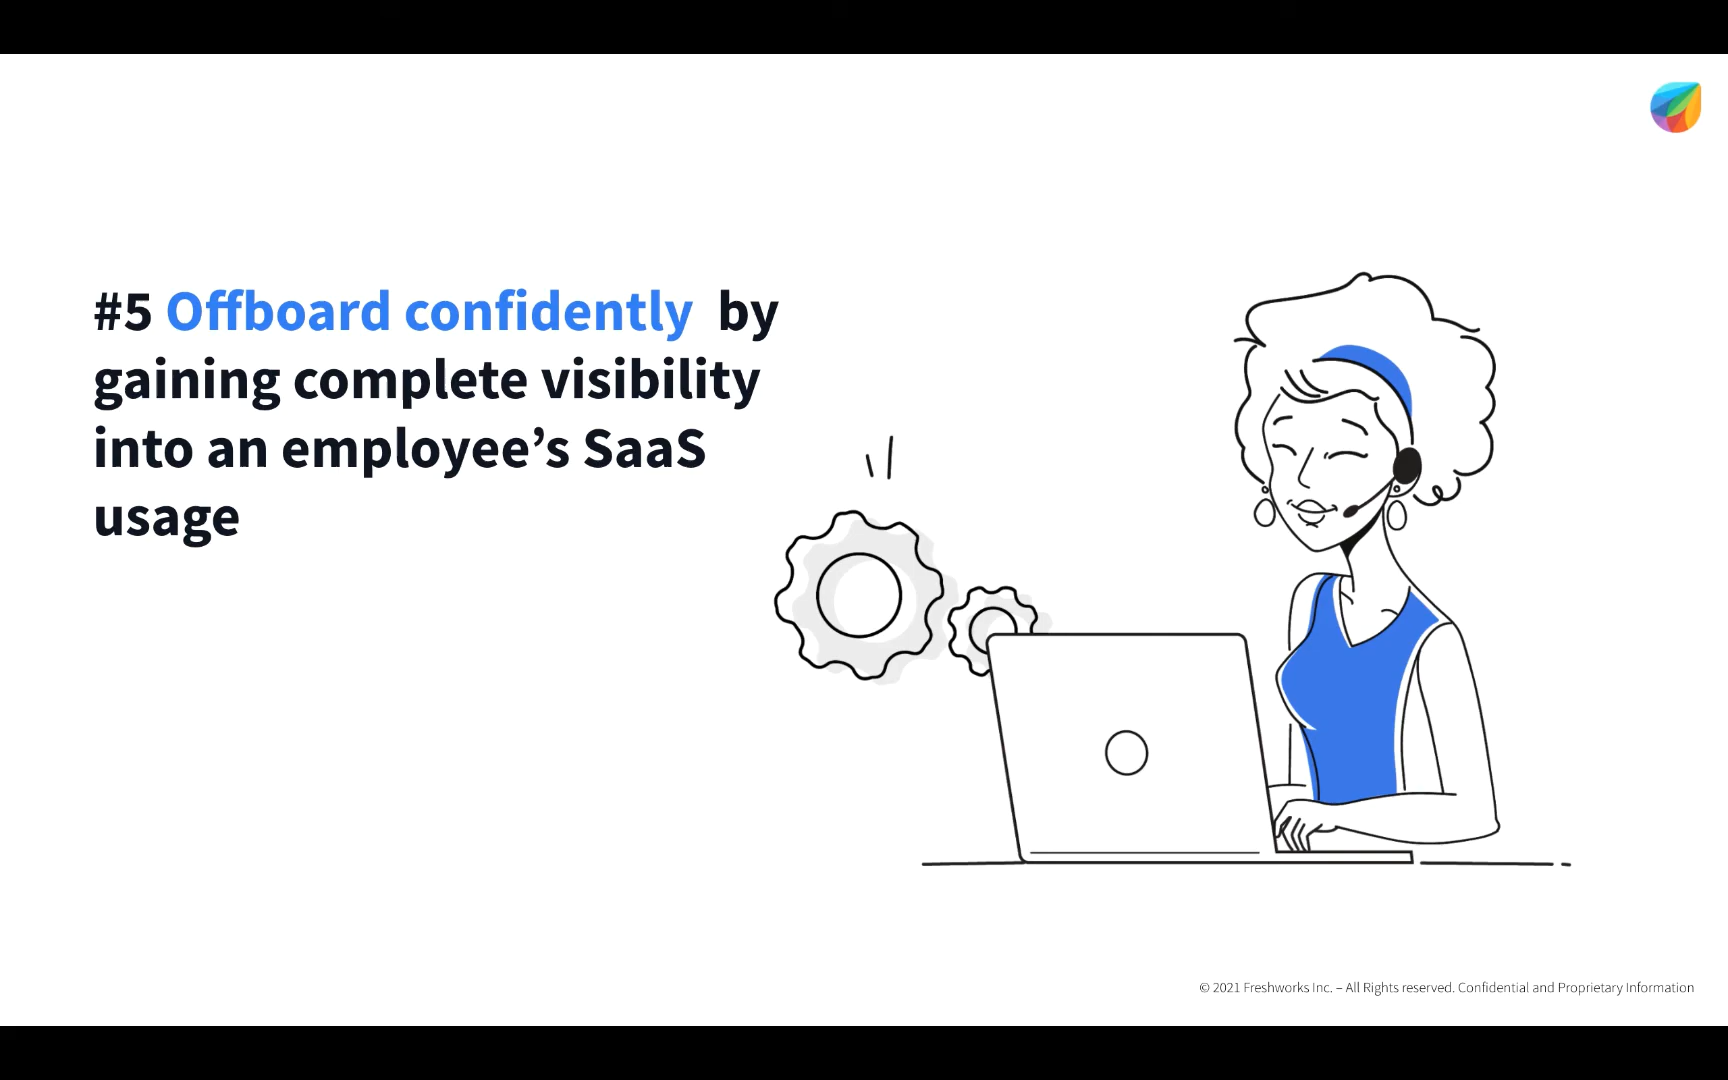 #5 Offboard confidently by
gaining complete visibility
into an employee’s SaaS
usage
© 2021 Freshworks Inc. – All Rights reserved. Confidential and Proprietary Information